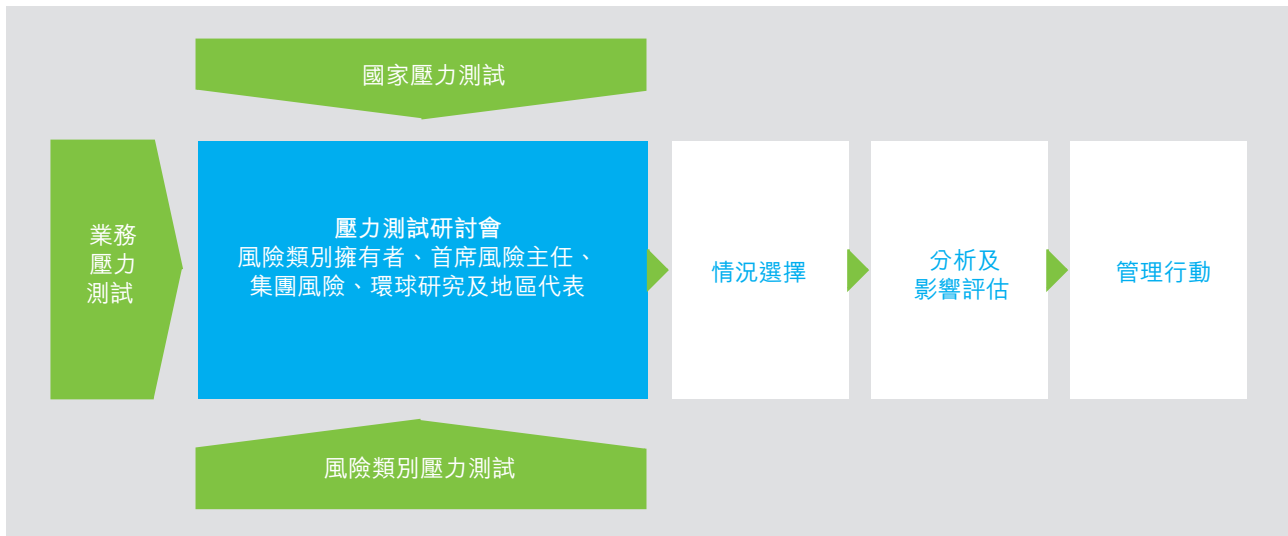 國家壓力測試
業務
壓力
測試
壓力測試研討會
風險類別擁有者、首席風險主任、
集團風險、環球研究及地區代表
情況選擇
分析及
影響評估
管理行動
風險類別壓力測試